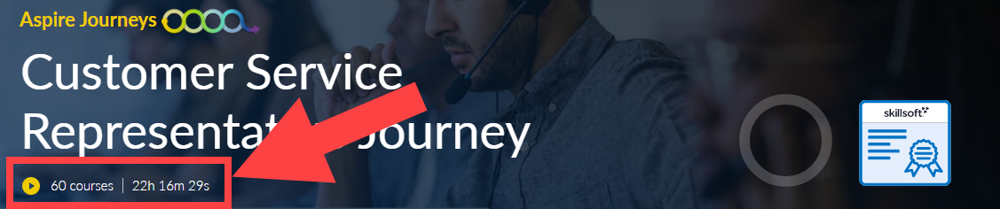 Aspire Journeys
Customer Service
Journey
60 courses | 22h 16m 29s
skillsoft